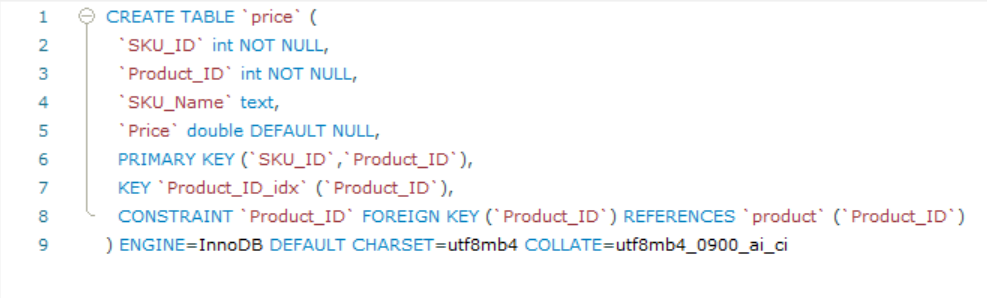 1 CREATE TABLE `price` (
2 `SKU_ID` int NOT NULL,
3 `Product_ID` int NOT NULL,
4 `SKU_Name` text,
5 `Price` double DEFAULT NULL,
6 PRIMARY KEY (`SKU_ID`,`Product_ID`),
7 KEY `Product_ID_idx` (`Product_ID`),
8 CONSTRAINT `Product_ID` FOREIGN KEY (`Product_ID`) REFERENCES `product` (`Product_ID`)
9 ) ENGINE=InnoDB DEFAULT CHARSET=utf8mb4 COLLATE=utf8mb4_0900_ai_ci